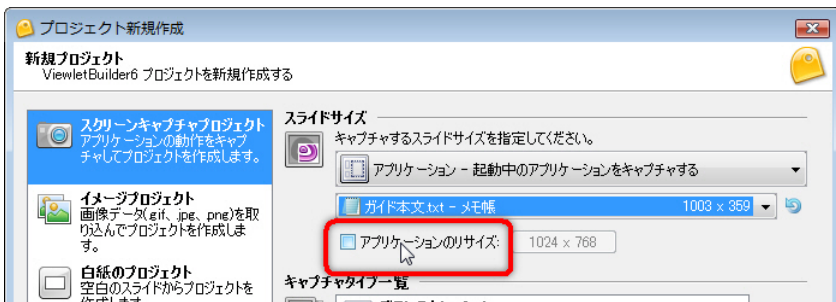 プロジェクト新規作成
新規プロジェクト
ViewletBuilder6 プロジェクトを新規作成する
スクリーンキャプチャプロジェクト
アプリケーションの動作をキャプ
チャしてプロジェクトを作成します。
イメージプロジェクト
画像データ(gif、jpg、png)を取
り込んでプロジェクトを作成しま
す。
白紙のプロジェクト
空白のスライドからプロジェクトを
作成します。
スライドサイズ
キャプチャするスライドサイズを指定してください。
アプリケーション - 起動中のアプリケーションをキャプチャする
ガイド本文.txt - メモ帳 1003 x 359
アプリケーションのリサイズ: 1024 x 768
キャプチャタイプ一覧